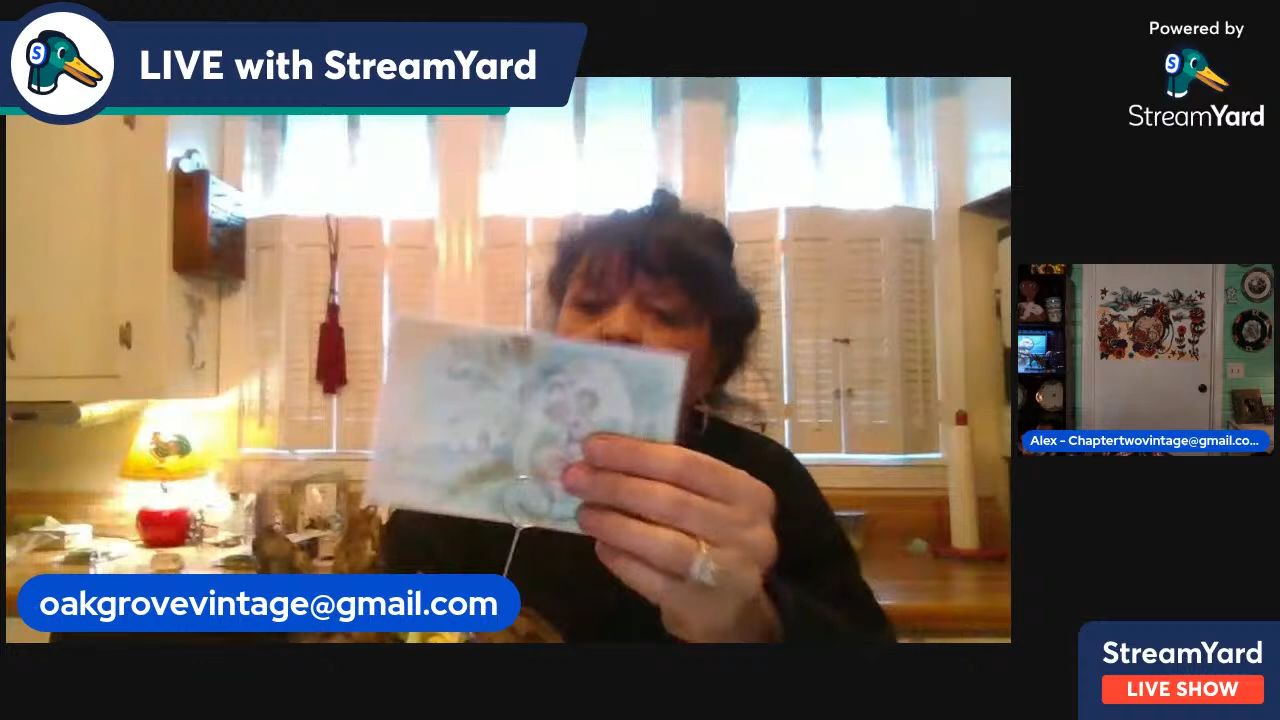 LIVE with StreamYard
Powered by
StreamYard
Alex - Chaptertwovintage@gmail.co...
oakgrovevintage@gmail.com
StreamYard
LIVE SHOW